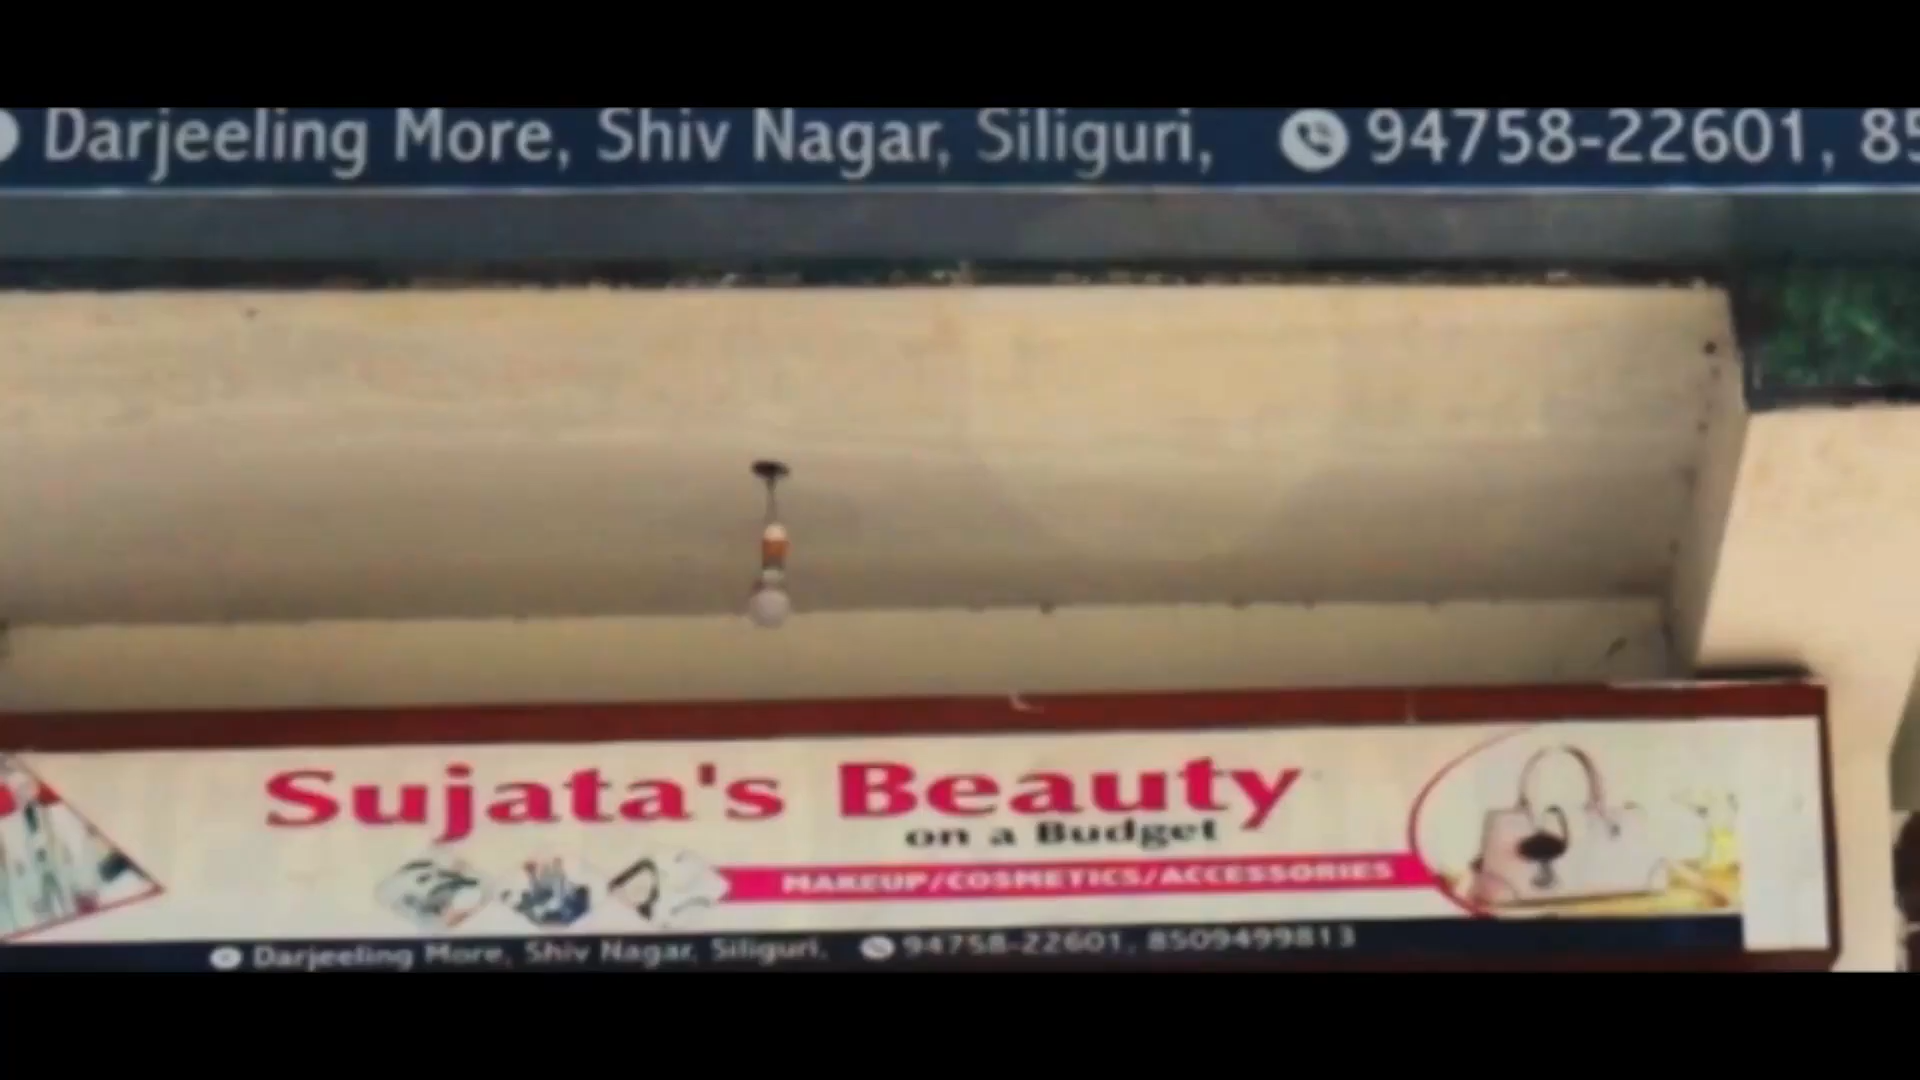 Darjeeling More, Shiv Nagar, Siliguri, 94758-22601, 85
Sujata's Beauty
on a Budget
MAKEUP/COSMETICS/ACCESSORIES
Darjeeling More, Shiv Nagar, Siliguri, 94758-22601, 8509499813